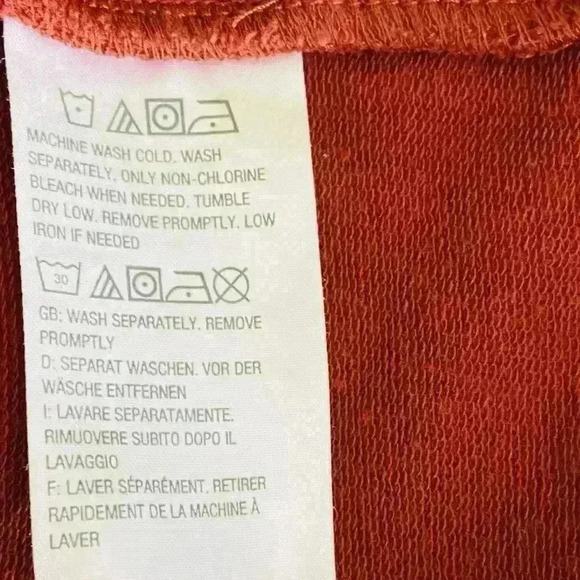 MACHINE WASH COLD. WASH
SEPARATELY. ONLY NON-CHLORINE
BLEACH WHEN NEEDED. TUMBLE
DRY LOW. REMOVE PROMPTLY. LOW
IRON IF NEEDED
30
GB: WASH SEPARATELY. REMOVE
PROMPTLY
D: SEPARAT WASCHEN. VOR DER
WÄSCHE ENTFERNEN
I: LAVARE SEPARATAMENTE.
RIMUOVERE SUBITO DOPO IL
LAVAGGIO
F: LAVER SÉPARÉMENT. RETIRER
RAPIDEMENT DE LA MACHINE À
LAVER